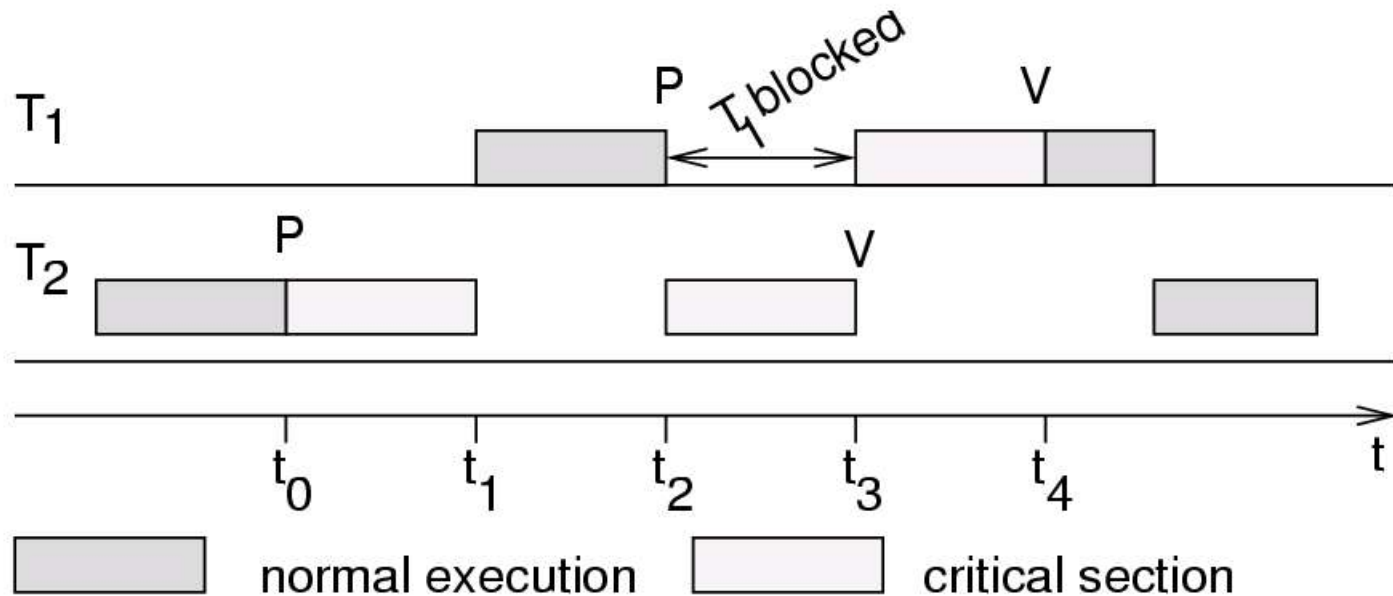 T1 P T1 blocked V
T2 P V
t0 t1 t2 t3 t4 t
normal execution critical section